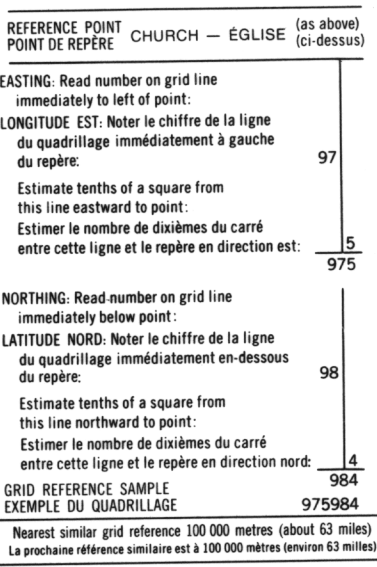 REFERENCE POINT CHURCH — ÉGLISE (as above)
POINT DE REPÈRE (ci-dessus)
EASTING: Read number on grid line
immediately to left of point:
LONGITUDE EST: Noter le chiffre de la ligne
du quadrillage immédiatement à gauche
du repère: 97
Estimate tenths of a square from
this line eastward to point:
Estimer le nombre de dixièmes du carré
entre cette ligne et le repère en direction est: 5
975
NORTHING: Read number on grid line
immediately below point:
LATITUDE NORD: Noter le chiffre de la ligne
du quadrillage immédiatement en-dessous
du repère: 98
Estimate tenths of a square from
this line northward to point:
Estimer le nombre de dixièmes du carré
entre cette ligne et le repère en direction nord: 4
984
GRID REFERENCE SAMPLE
EXEMPLE DU QUADRILLAGE 975984
Nearest similar grid reference 100 000 metres (about 63 miles)
La prochaine référence similaire est à 100 000 mètres (environ 63 milles)